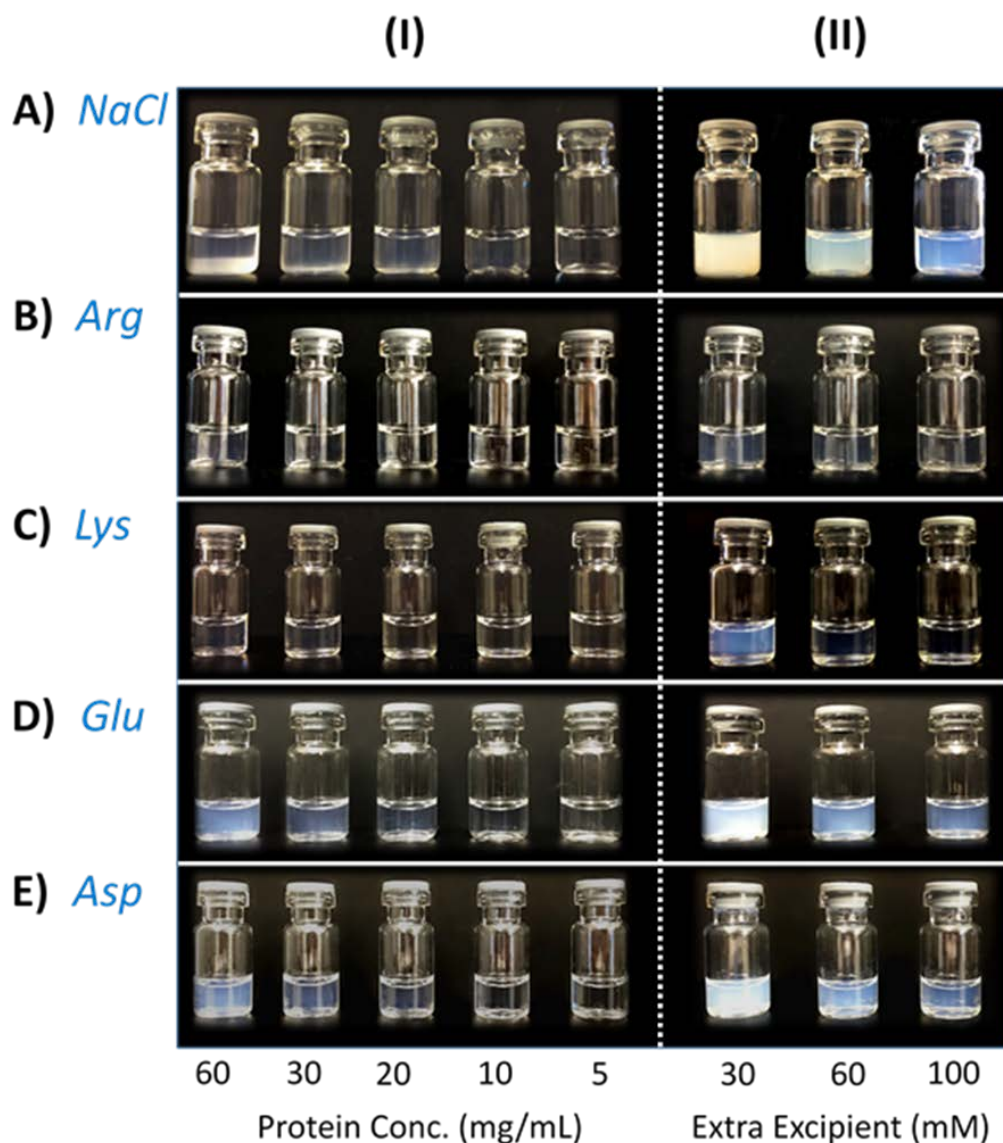 (I) (II)
A) NaCl
B) Arg
C) Lys
D) Glu
E) Asp
60 30 20 10 5 30 60 100
Protein Conc. (mg/mL) Extra Excipient (mM)